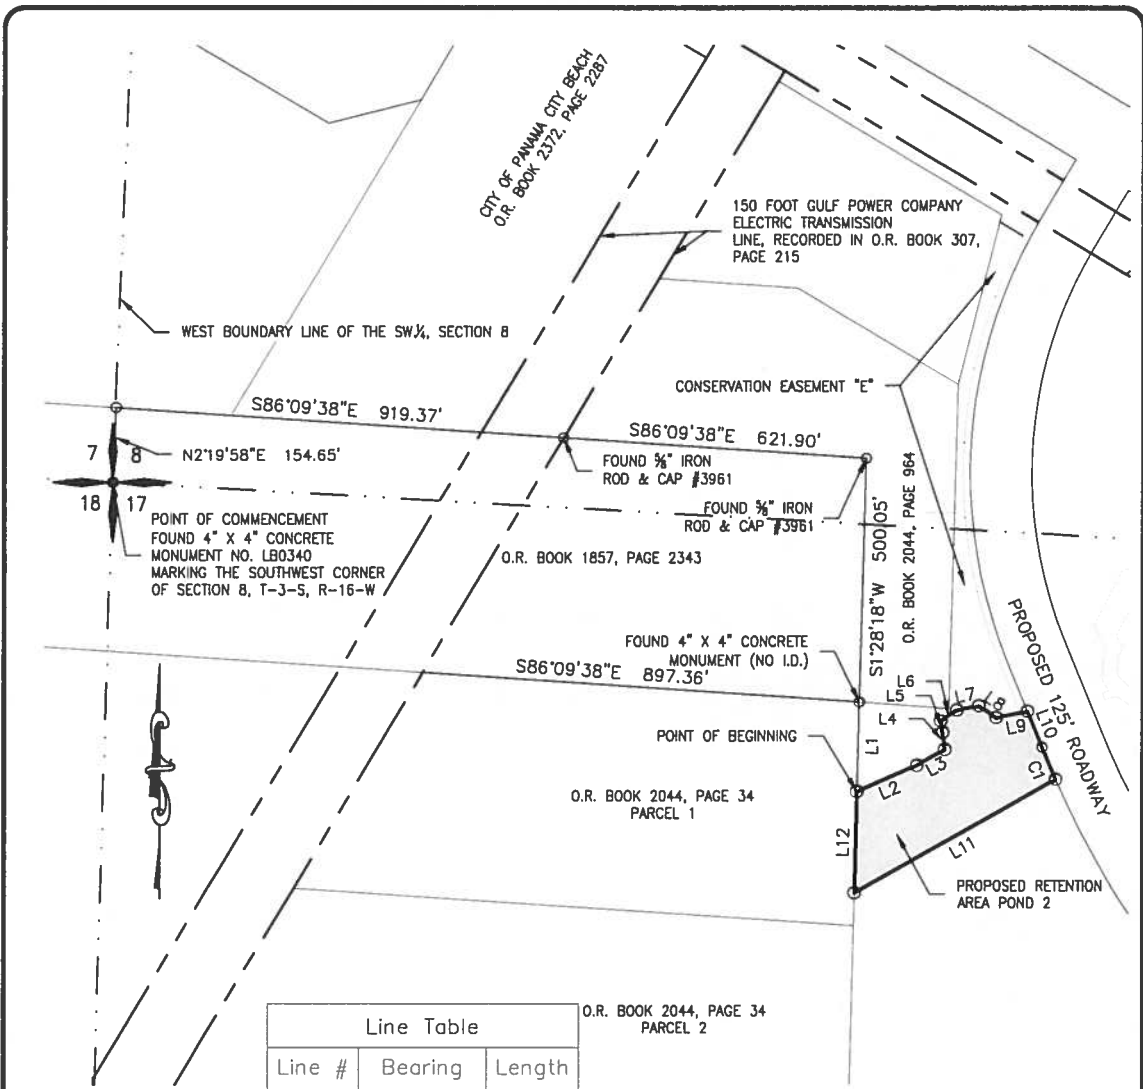 CITY OF PANAMA CITY BEACH
O.R. BOOK 2372, PAGE 2287
150 FOOT GULF POWER COMPANY
ELECTRIC TRANSMISSION
LINE, RECORDED IN O.R. BOOK 307,
PAGE 215
WEST BOUNDARY LINE OF THE SW¼, SECTION 8
CONSERVATION EASEMENT "E"
S86°09'38"E 919.37'
S86°09'38"E 621.90'
7 8
N2°19'58"E 154.65'
18 17
FOUND ⅝" IRON
ROD & CAP #3961
FOUND ⅝" IRON
ROD & CAP #3961
POINT OF COMMENCEMENT
FOUND 4" X 4" CONCRETE
MONUMENT NO. LB0340
MARKING THE SOUTHWEST CORNER
OF SECTION 8, T-3-S, R-16-W
O.R. BOOK 1857, PAGE 2343
S1°28'18"W 500.05'
O.R. BOOK 2044, PAGE 964
PROPOSED 125' ROADWAY
FOUND 4" X 4" CONCRETE
MONUMENT (NO I.D.)
S86°09'38"E 897.36'
L6
L5
L7
L8
L4
L9
L10
L1
POINT OF BEGINNING
L3
C1
L2
O.R. BOOK 2044, PAGE 34
PARCEL 1
L12
L11
PROPOSED RETENTION
AREA POND 2
O.R. BOOK 2044, PAGE 34
PARCEL 2
Line Table
Line # Bearing Length